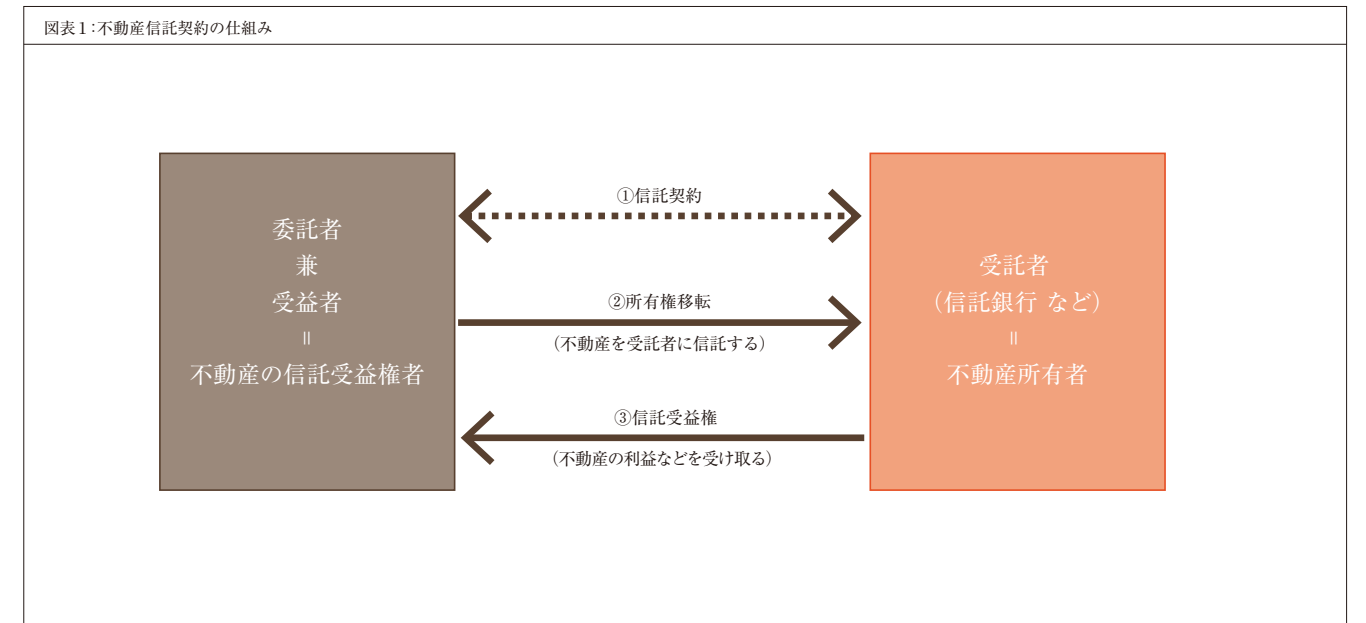 図表1：不動産信託契約の仕組み
委託者
兼
受益者
＝
不動産の信託受益権者
①信託契約
②所有権移転
（不動産を受託者に信託する）
③信託受益権
（不動産の利益などを受け取る）
受託者
（信託銀行 など）
＝
不動産所有者